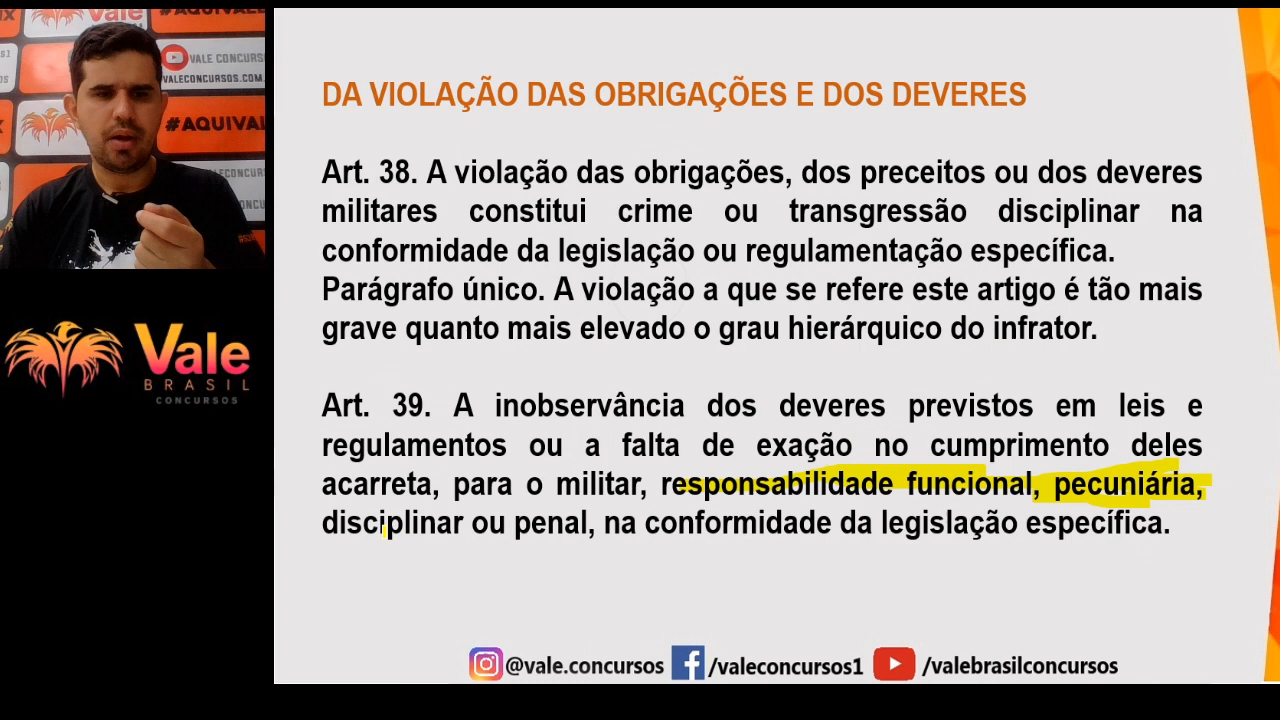 Vale
AQUIVA
VALE CONCURS
VALECONCURSOS.COM.
#AQUIVAL
Vale
BRASIL
CONCURSOS
DA VIOLAÇÃO DAS OBRIGAÇÕES E DOS DEVERES
Art. 38. A violação das obrigações, dos preceitos ou dos deveres
militares constitui crime ou transgressão disciplinar na
conformidade da legislação ou regulamentação específica.
Parágrafo único. A violação a que se refere este artigo é tão mais
grave quanto mais elevado o grau hierárquico do infrator.
Art. 39. A inobservância dos deveres previstos em leis e
regulamentos ou a falta de exação no cumprimento deles
acarreta, para o militar, responsabilidade funcional, pecuniária,
disciplinar ou penal, na conformidade da legislação específica.
@vale.concursos /valeconcursos1 /valebrasilconcursos